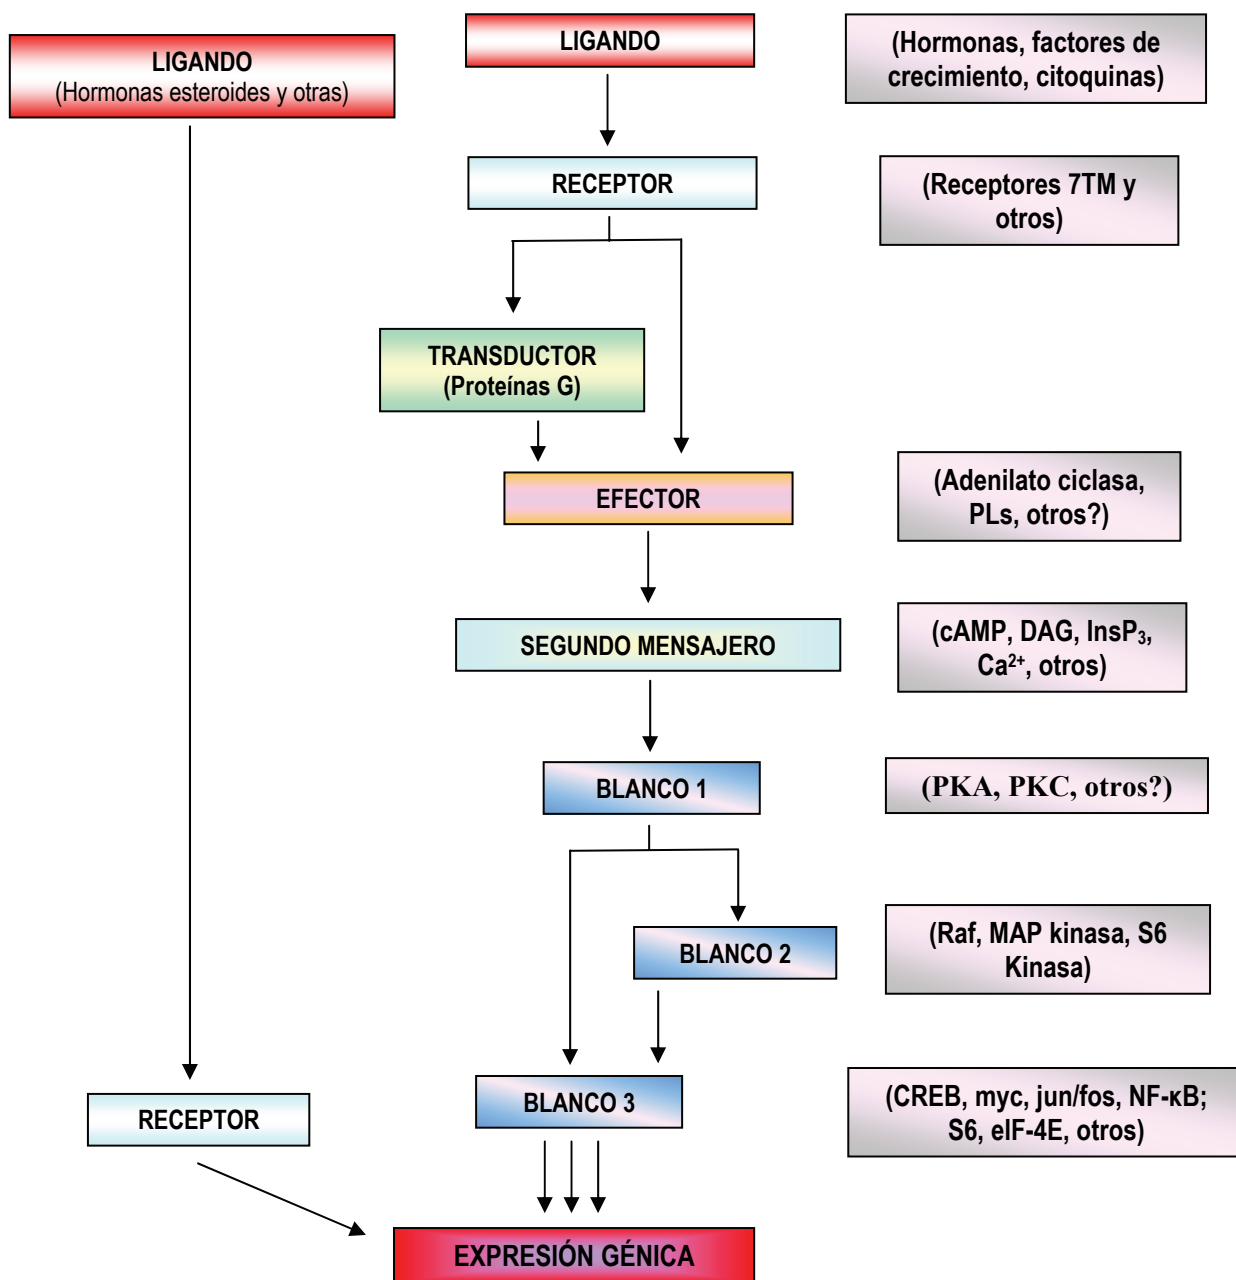 LIGANDO
(Hormonas esteroides y otras)
LIGANDO
(Hormonas, factores de
crecimiento, citoquinas)
RECEPTOR
(Receptores 7TM y
otros)
TRANSDUCTOR
(Proteínas G)
EFECTOR
(Adenilato ciclasa,
PLs, otros?)
SEGUNDO MENSAJERO
(cAMP, DAG, InsP₃,
Ca²⁺, otros)
BLANCO 1
(PKA, PKC, otros?)
BLANCO 2
(Raf, MAP kinasa, S6
Kinasa)
RECEPTOR
BLANCO 3
(CREB, myc, jun/fos, NF-κB;
S6, eIF-4E, otros)
EXPRESIÓN GÉNICA